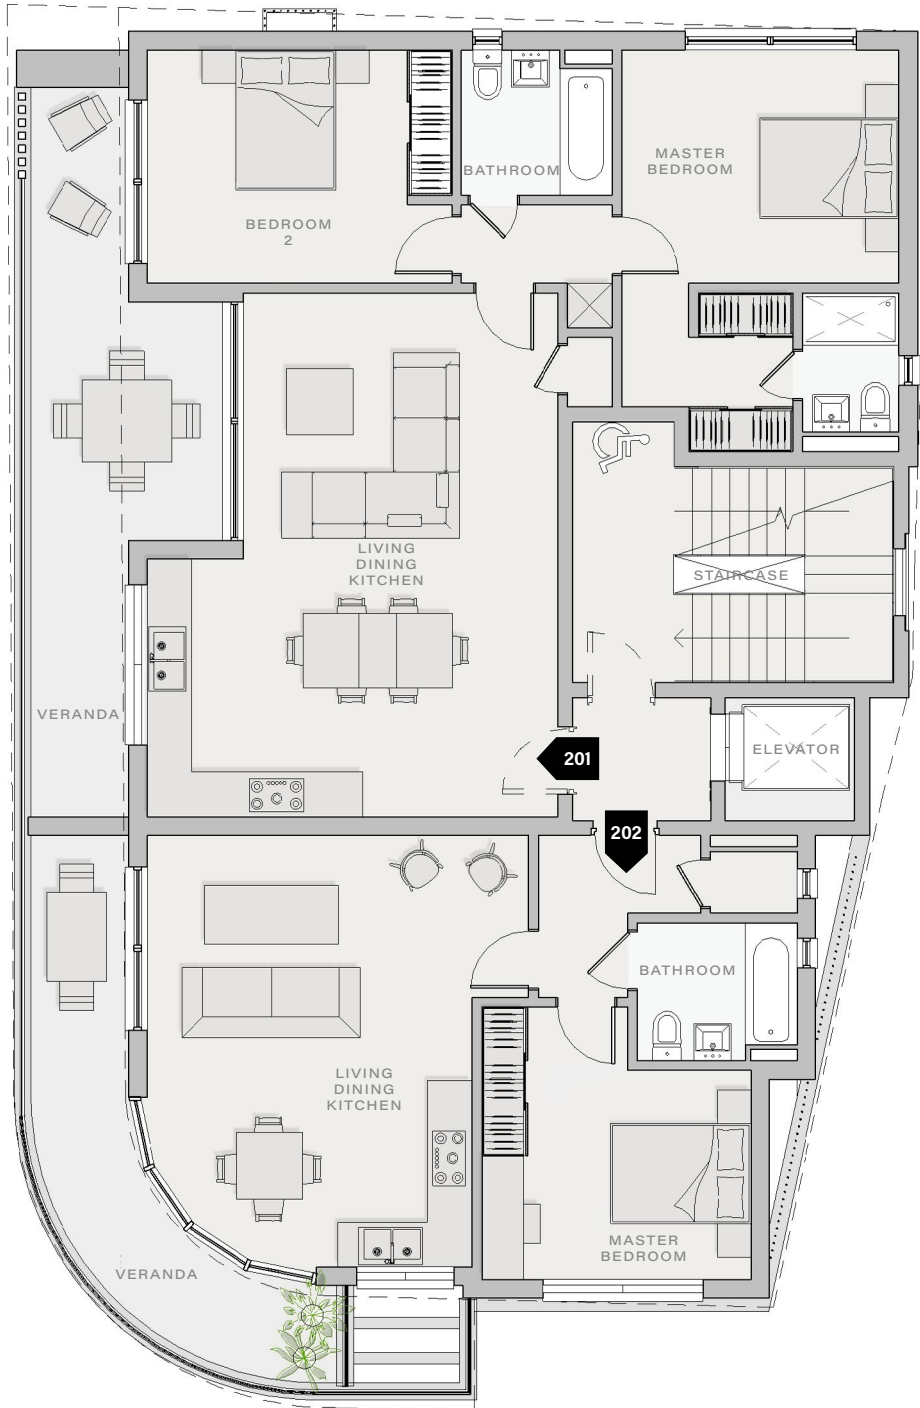 BATHROOM
MASTER
BEDROOM
BEDROOM
2
LIVING
DINING
KITCHEN
STAIRCASE
VERANDA
201
ELEVATOR
202
BATHROOM
LIVING
DINING
KITCHEN
MASTER
BEDROOM
VERANDA